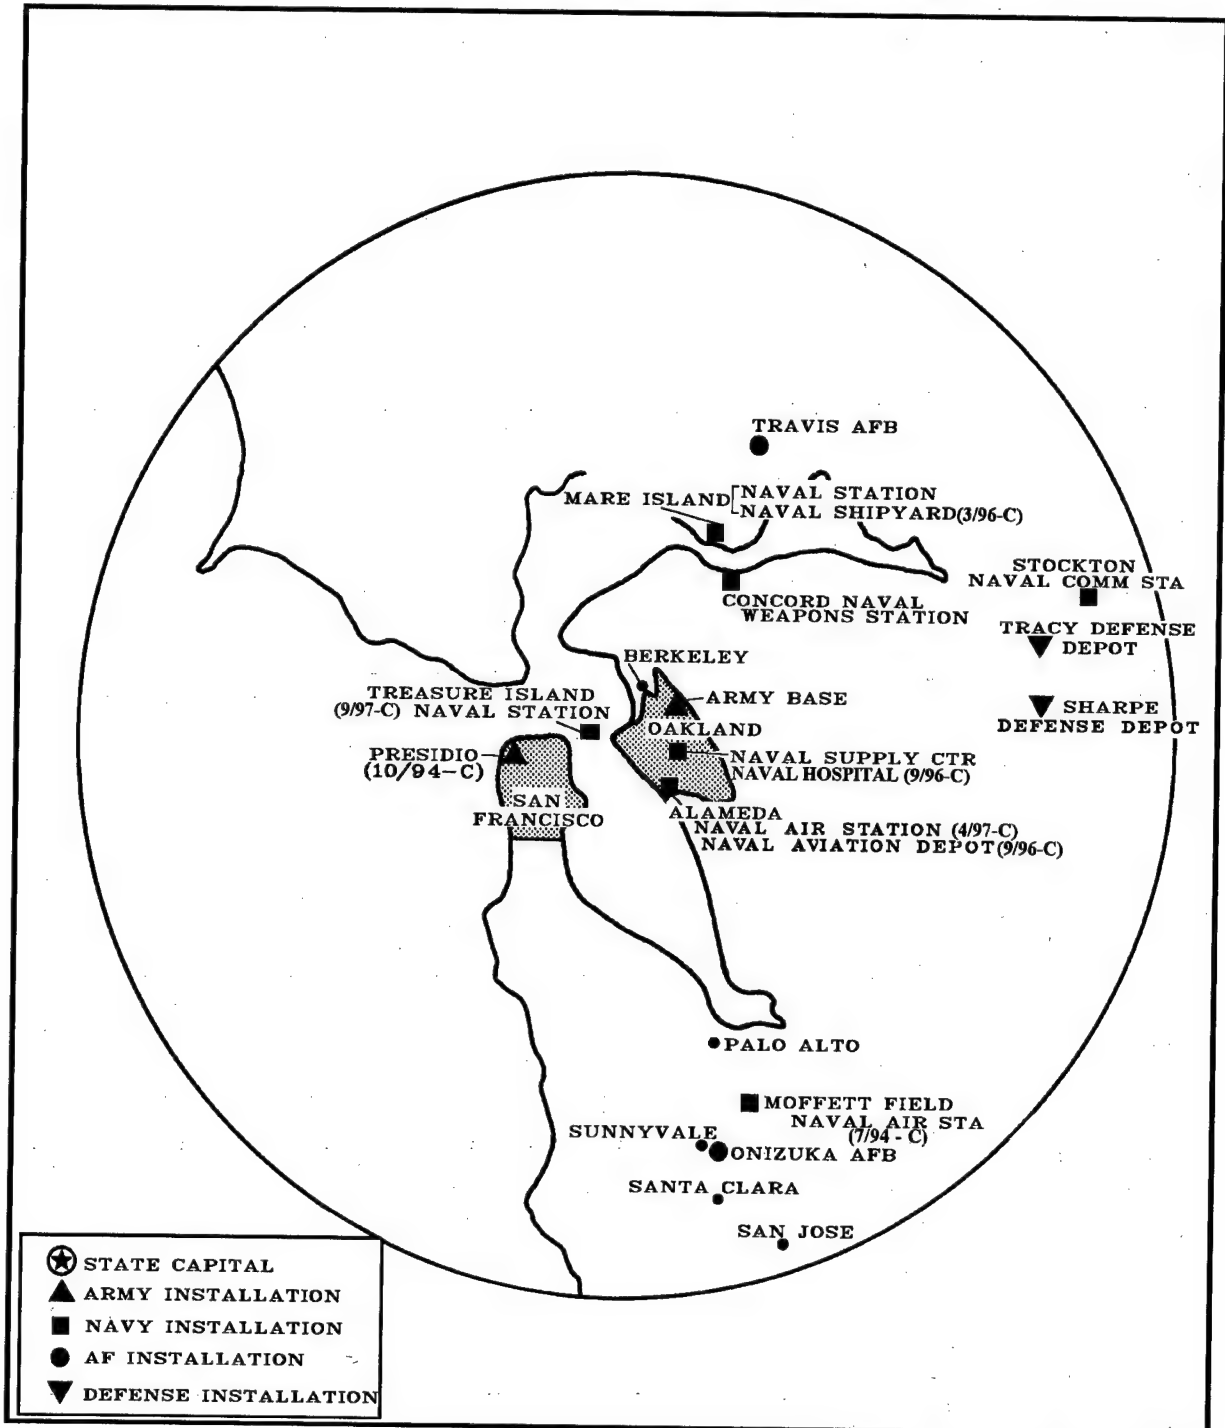 TRAVIS AFB
MARE ISLAND
NAVAL STATION
NAVAL SHIPYARD (3/96-C)
STOCKTON
NAVAL COMM STA
CONCORD NAVAL
WEAPONS STATION
TRACY DEFENSE
DEPOT
BERKELEY
TREASURE ISLAND
(9/97-C) NAVAL STATION
ARMY BASE
SHARPE
DEFENSE DEPOT
OAKLAND
PRESIDIO
(10/94-C)
NAVAL SUPPLY CTR
NAVAL HOSPITAL (9/96-C)
SAN
FRANCISCO
ALAMEDA
NAVAL AIR STATION (4/97-C)
NAVAL AVIATION DEPOT (9/96-C)
PALO ALTO
MOFFETT FIELD
NAVAL AIR STA
(7/94 - C)
SUNNYVALE
ONIZUKA AFB
SANTA CLARA
SAN JOSE
STATE CAPITAL
ARMY INSTALLATION
NAVY INSTALLATION
AF INSTALLATION
DEFENSE INSTALLATION